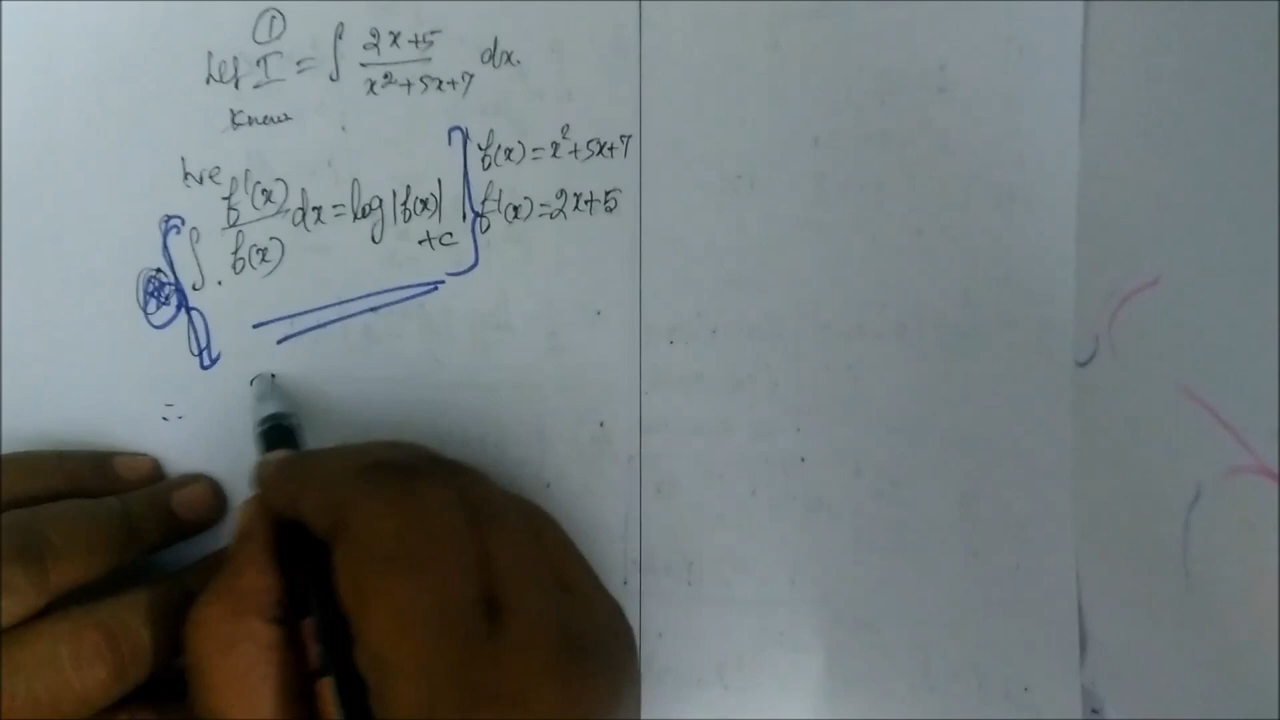 ①
Let I = ∫ 2x+5 / x²+5x+7 dx.
know
we
∫ f'(x) / f(x) dx = log|f(x)| + c
f(x) = x²+5x+7
f'(x) = 2x+5
∴